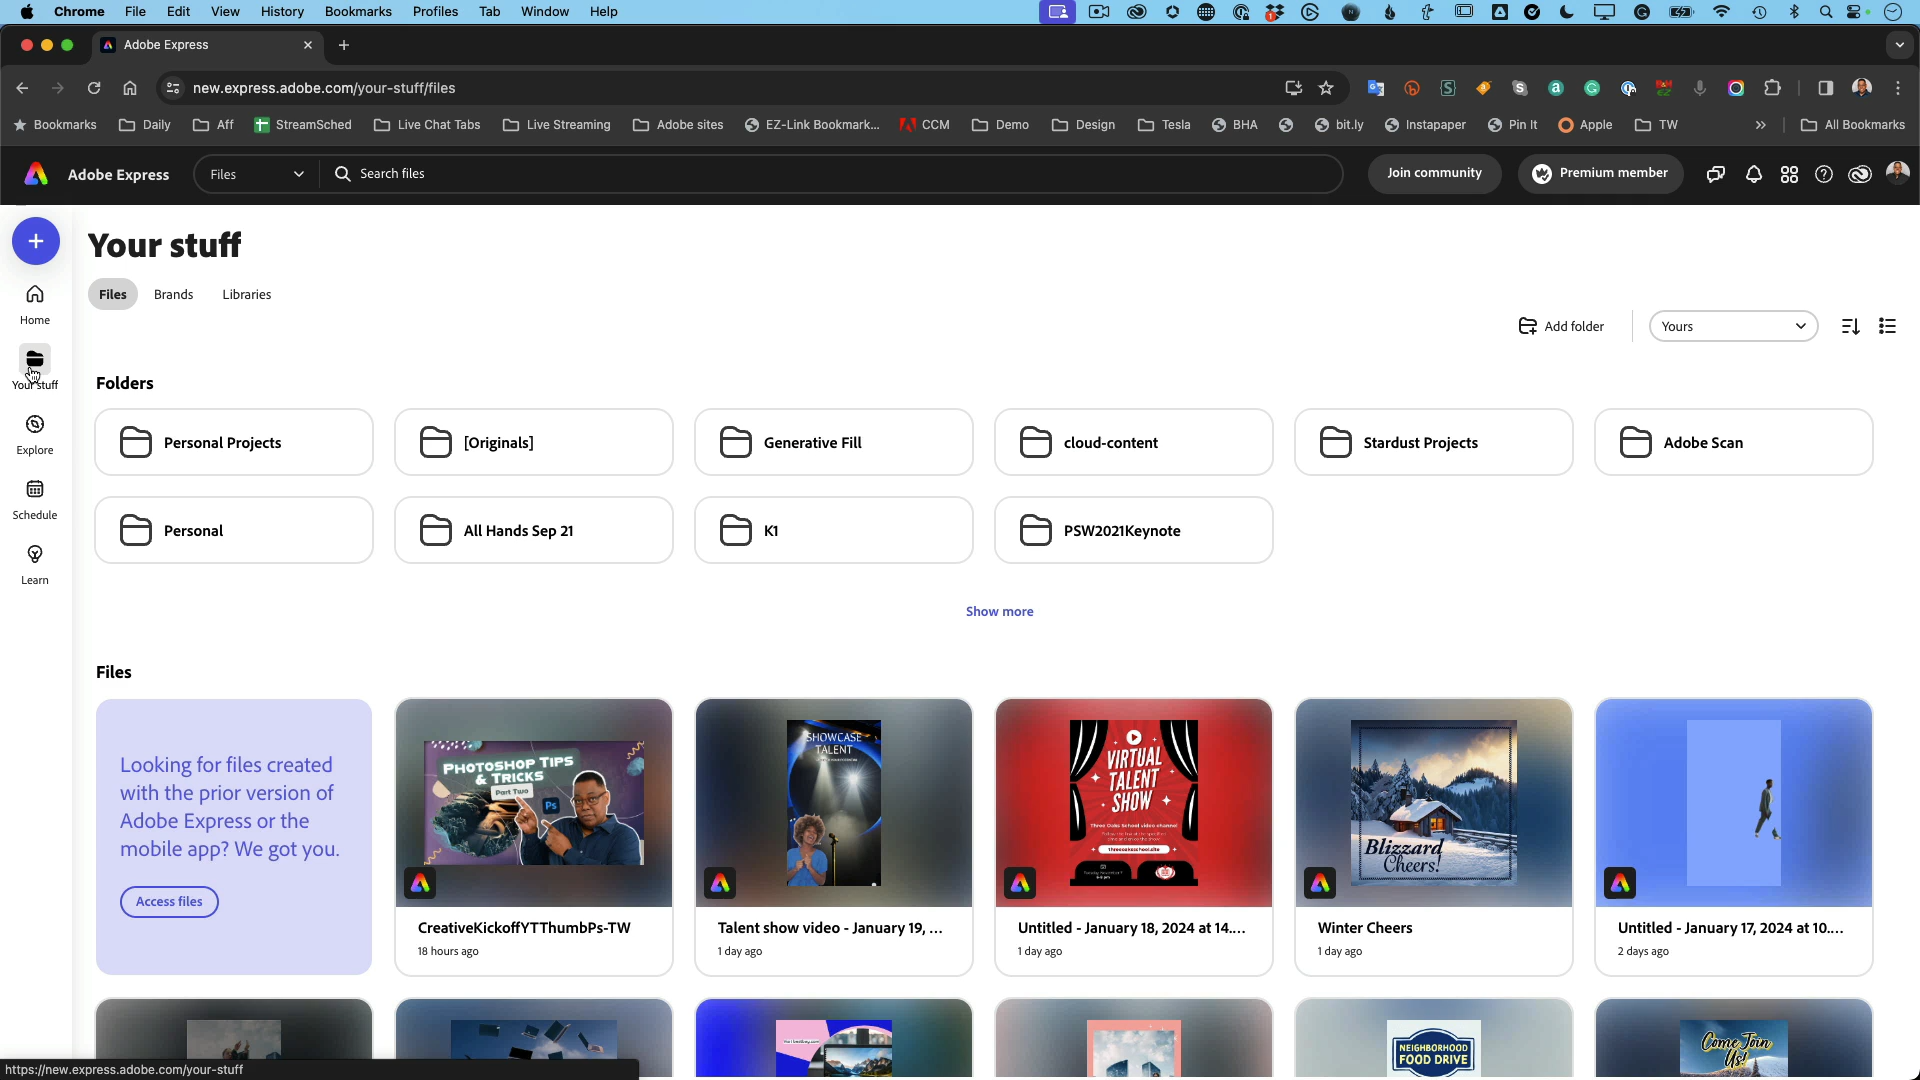 Chrome File Edit View History Bookmarks Profiles Tab Window Help
Adobe Express
new.express.adobe.com/your-stuff/files
Bookmarks Daily Aff StreamSched Live Chat Tabs Live Streaming Adobe sites EZ-Link Bookmark... CCM Demo Design Tesla BHA bit.ly Instapaper Pin It Apple TW » All Bookmarks
Adobe Express Files Search files Join community Premium member
Your stuff
Files Brands Libraries
Home
Your stuff
Explore
Schedule
Learn
Add folder Yours
Folders
Personal Projects [Originals] Generative Fill cloud-content Stardust Projects Adobe Scan
Personal All Hands Sep 21 K1 PSW2021Keynote
Show more
Files
Looking for files created
with the prior version of
Adobe Express or the
mobile app? We got you.
Access files
PHOTOSHOP TIPS
& TRICKS
Part Two
Ps
CreativeKickoffYTThumbPs-TW
18 hours ago
SHOWCASE
TALENT
Talent show video - January 19, ...
1 day ago
VIRTUAL
TALENT
SHOW
Three Oaks School video channel
threeoaksschool.site
Untitled - January 18, 2024 at 14....
1 day ago
Blizzard
Cheers!
Winter Cheers
1 day ago
Untitled - January 17, 2024 at 10....
2 days ago
NEIGHBORHOOD
FOOD DRIVE
Come Join
Us!
https://new.express.adobe.com/your-stuff